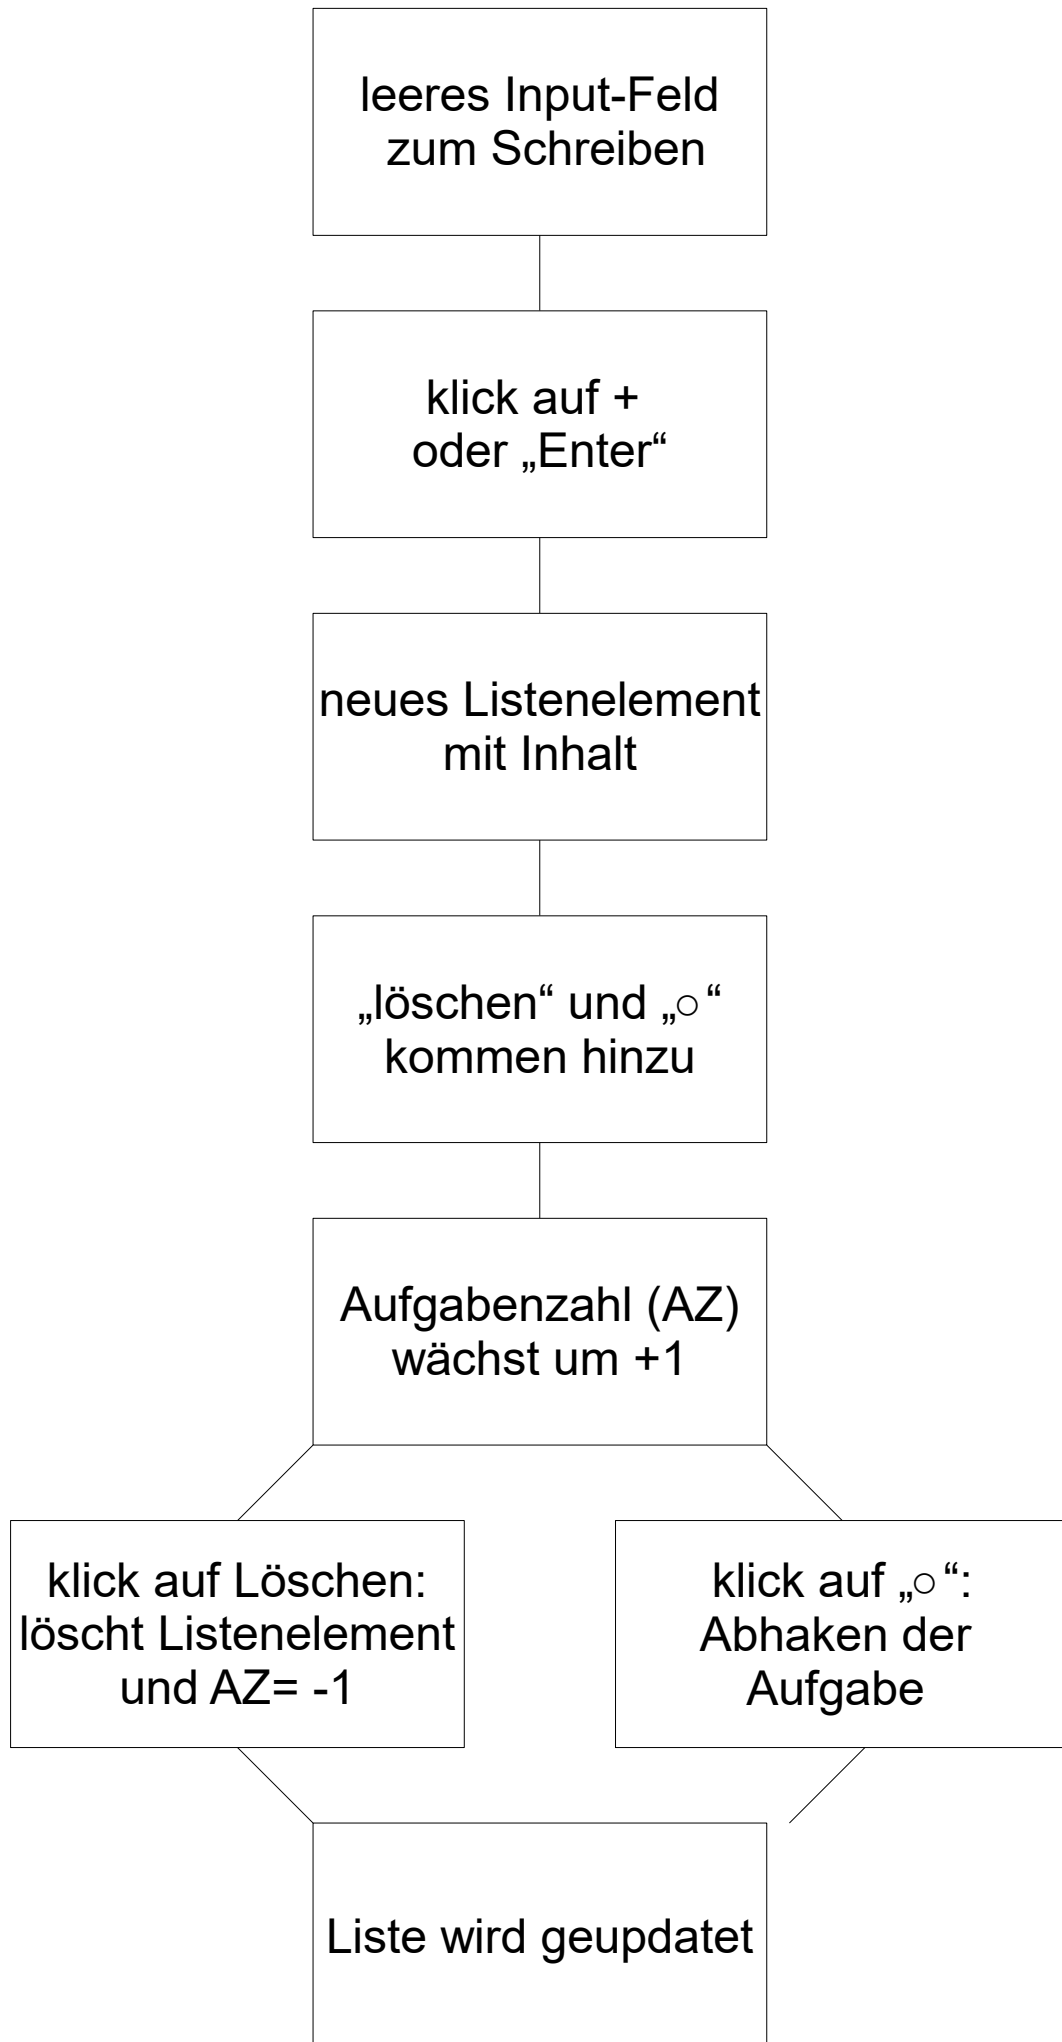 leeres Input-Feld
zum Schreiben
klick auf +
oder „Enter“
neues Listenelement
mit Inhalt
„löschen“ und „○“
kommen hinzu
Aufgabenzahl (AZ)
wächst um +1
klick auf Löschen:
löscht Listenelement
und AZ= -1
klick auf „○“:
Abhaken der
Aufgabe
Liste wird geupdatet